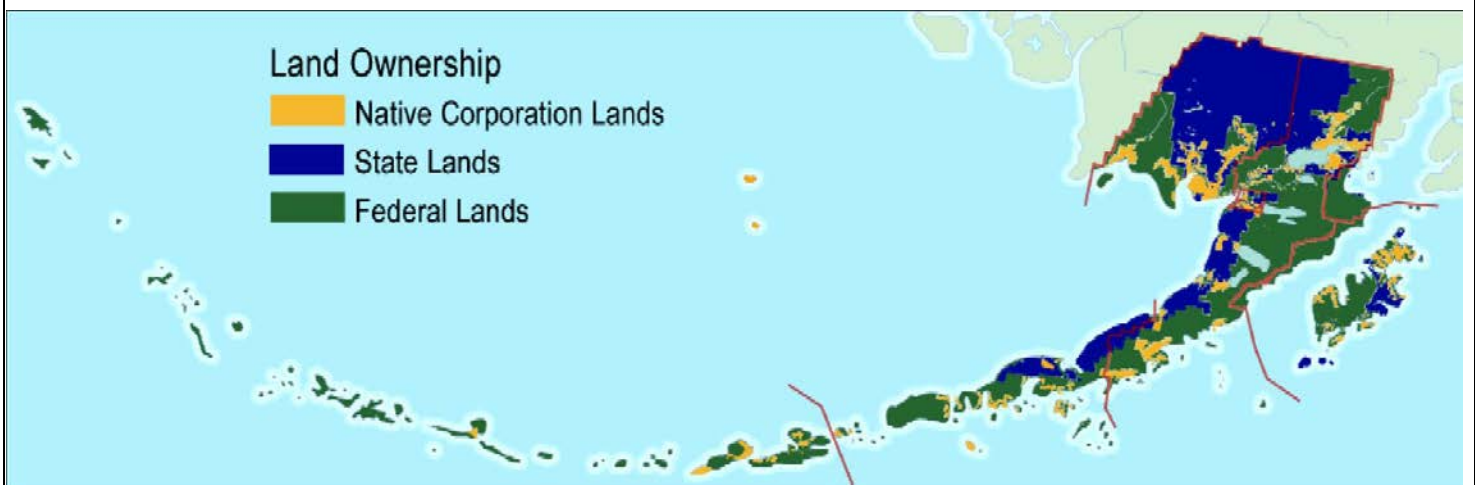 Land Ownership
Native Corporation Lands
State Lands
Federal Lands